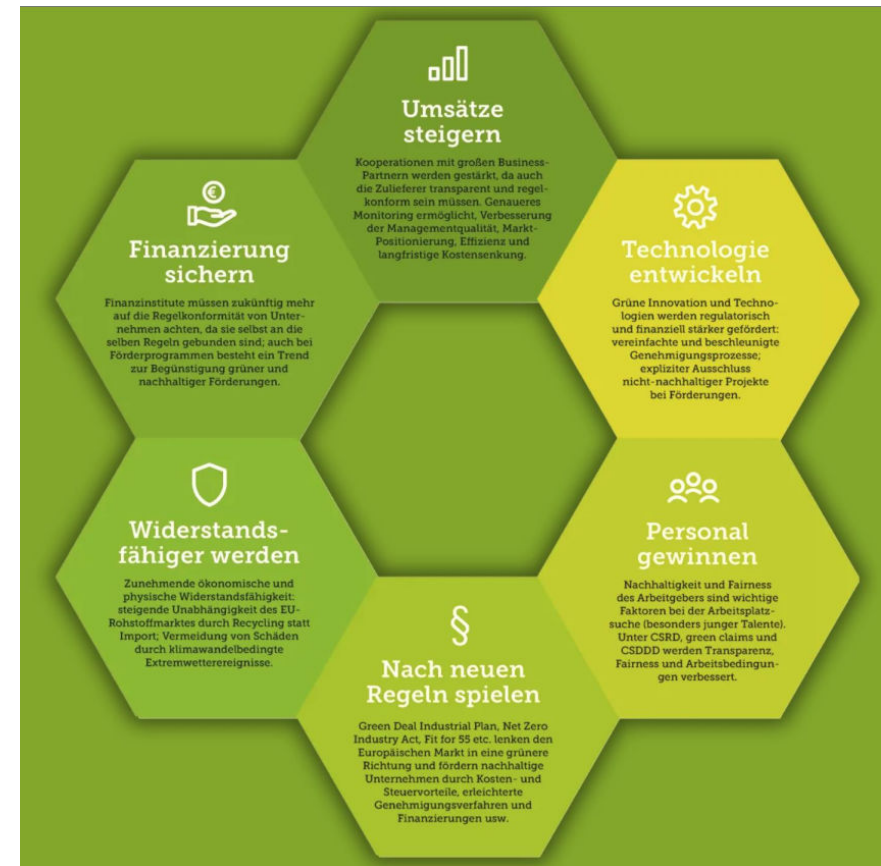 Umsätze
steigern
Kooperationen mit großen Business-
Partnern werden gestärkt, da auch
die Zulieferer transparent und regel-
konform sein müssen. Genaueres
Monitoring ermöglicht, Verbesserung
der Managementqualität, Markt-
Positionierung, Effizienz und
langfristige Kostensenkung.
Technologie
entwickeln
Grüne Innovation und Techno-
logien werden regulatorisch
und finanziell stärker gefördert:
vereinfachte und beschleunigte
Genehmigungsprozesse;
expliziter Ausschluss
nicht-nachhaltiger Projekte
bei Förderungen.
Personal
gewinnen
Nachhaltigkeit und Fairness
des Arbeitgebers sind wichtige
Faktoren bei der Arbeitsplatz-
suche (besonders junger Talente).
Unter CSRD, green claims und
CSDDD werden Transparenz,
Fairness und Arbeitsbedingun-
gen verbessert.
§
Nach neuen
Regeln spielen
Green Deal Industrial Plan, Net Zero
Industry Act, Fit for 55 etc. lenken den
Europäischen Markt in eine grünere
Richtung und fördern nachhaltige
Unternehmen durch Kosten- und
Steuervorteile, erleichterte
Genehmigungsverfahren und
Finanzierungen usw.
Widerstands-
fähiger werden
Zunehmende ökonomische und
physische Widerstandsfähigkeit:
steigende Unabhängigkeit des EU-
Rohstoffmarktes durch Recycling statt
Import; Vermeidung von Schäden
durch klimawandelbedingte
Extremwetterereignisse.
€
Finanzierung
sichern
Finanzinstitute müssen zukünftig mehr
auf die Regelkonformität von Unter-
nehmen achten, da sie selbst an die
selben Regeln gebunden sind; auch bei
Förderprogrammen besteht ein Trend
zur Begünstigung grüner und
nachhaltiger Förderungen.